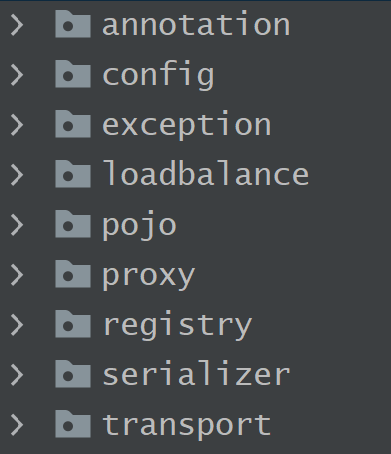 annotation
config
exception
loadbalance
pojo
proxy
registry
serializer
transport